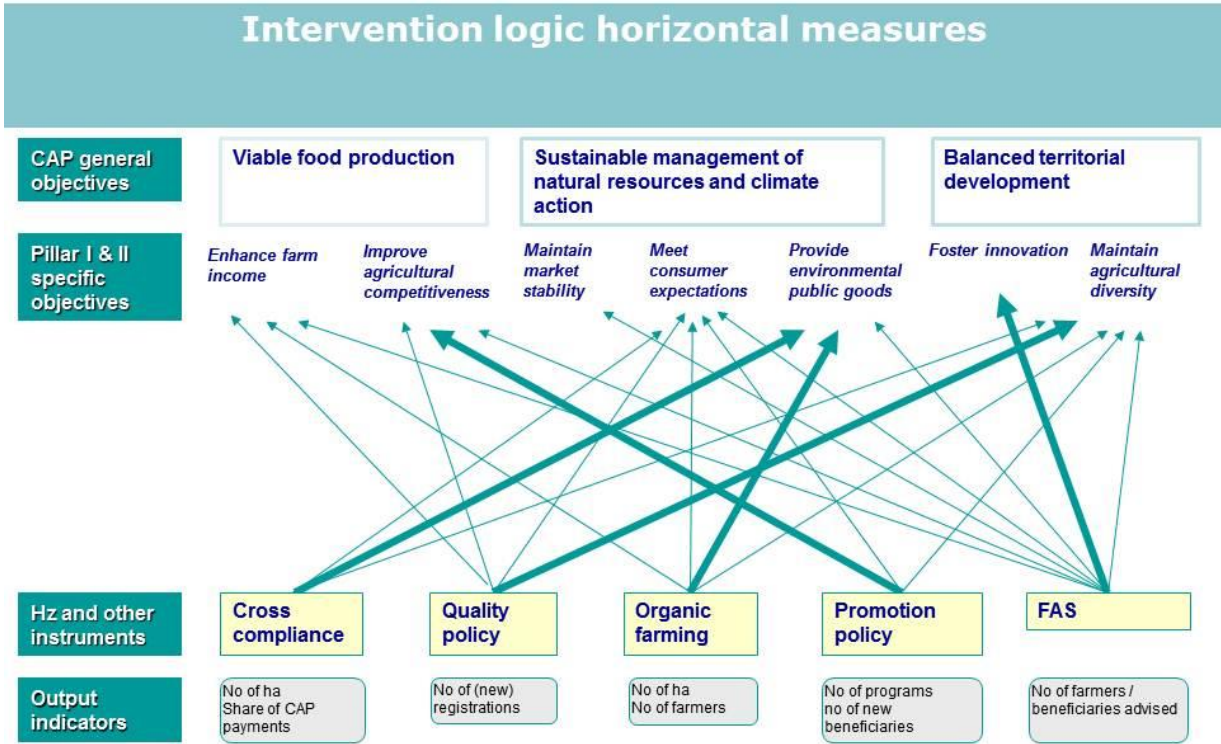 Intervention logic horizontal measures
CAP general
objectives
Viable food production
Sustainable management of
natural resources and climate
action
Balanced territorial
development
Pillar I & II
specific
objectives
Enhance farm
income
Improve
agricultural
competitiveness
Maintain
market
stability
Meet
consumer
expectations
Provide
environmental
public goods
Foster innovation
Maintain
agricultural
diversity
Hz and other
instruments
Cross
compliance
Quality
policy
Organic
farming
Promotion
policy
FAS
Output
indicators
No of ha
Share of CAP
payments
No of (new)
registrations
No of ha
No of farmers
No of programs
no of new
beneficiaries
No of farmers /
beneficiaries advised